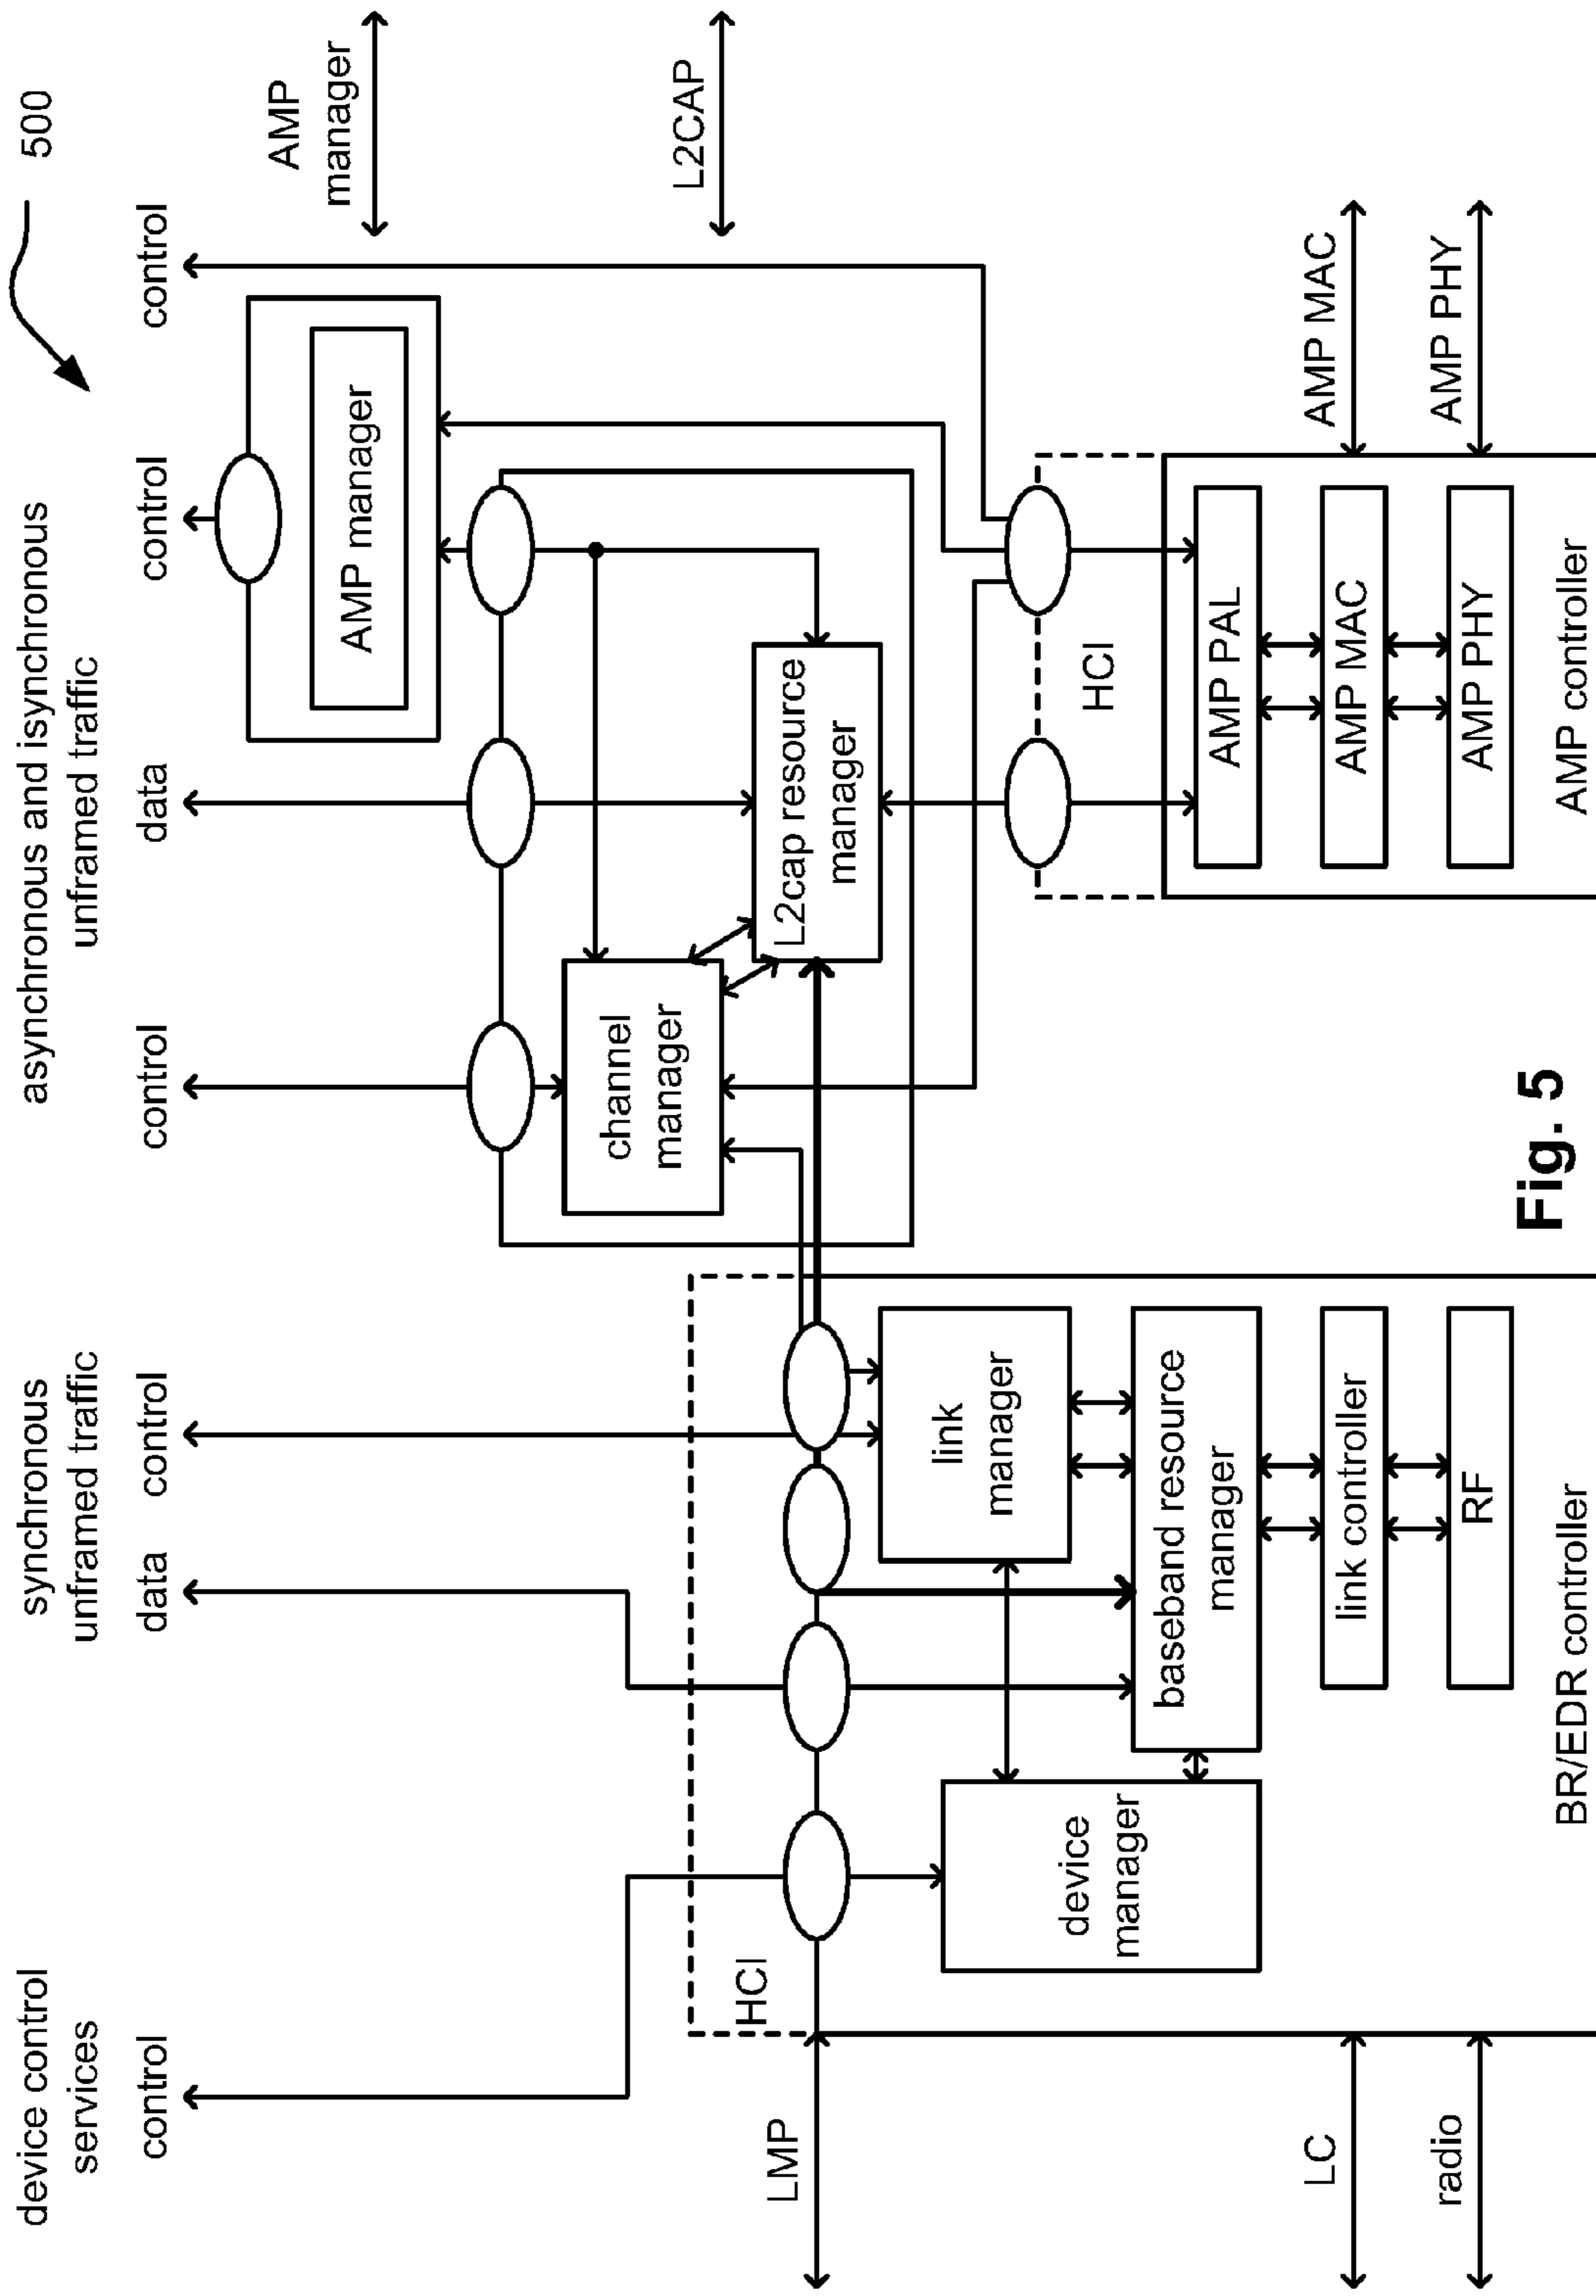 500
device control
services
control
synchronous
unframed traffic
data
control
asynchronous and isynchronous
unframed traffic
control
data
control
control
AMP manager
AMP
manager
channel
manager
L2cap resource
manager
L2CAP
HCI
LMP
link
manager
device
manager
baseband resource
manager
link controller
RF
LC
radio
BR/EDR controller
HCI
AMP PAL
AMP MAC
AMP PHY
AMP controller
AMP MAC
AMP PHY
Fig. 5